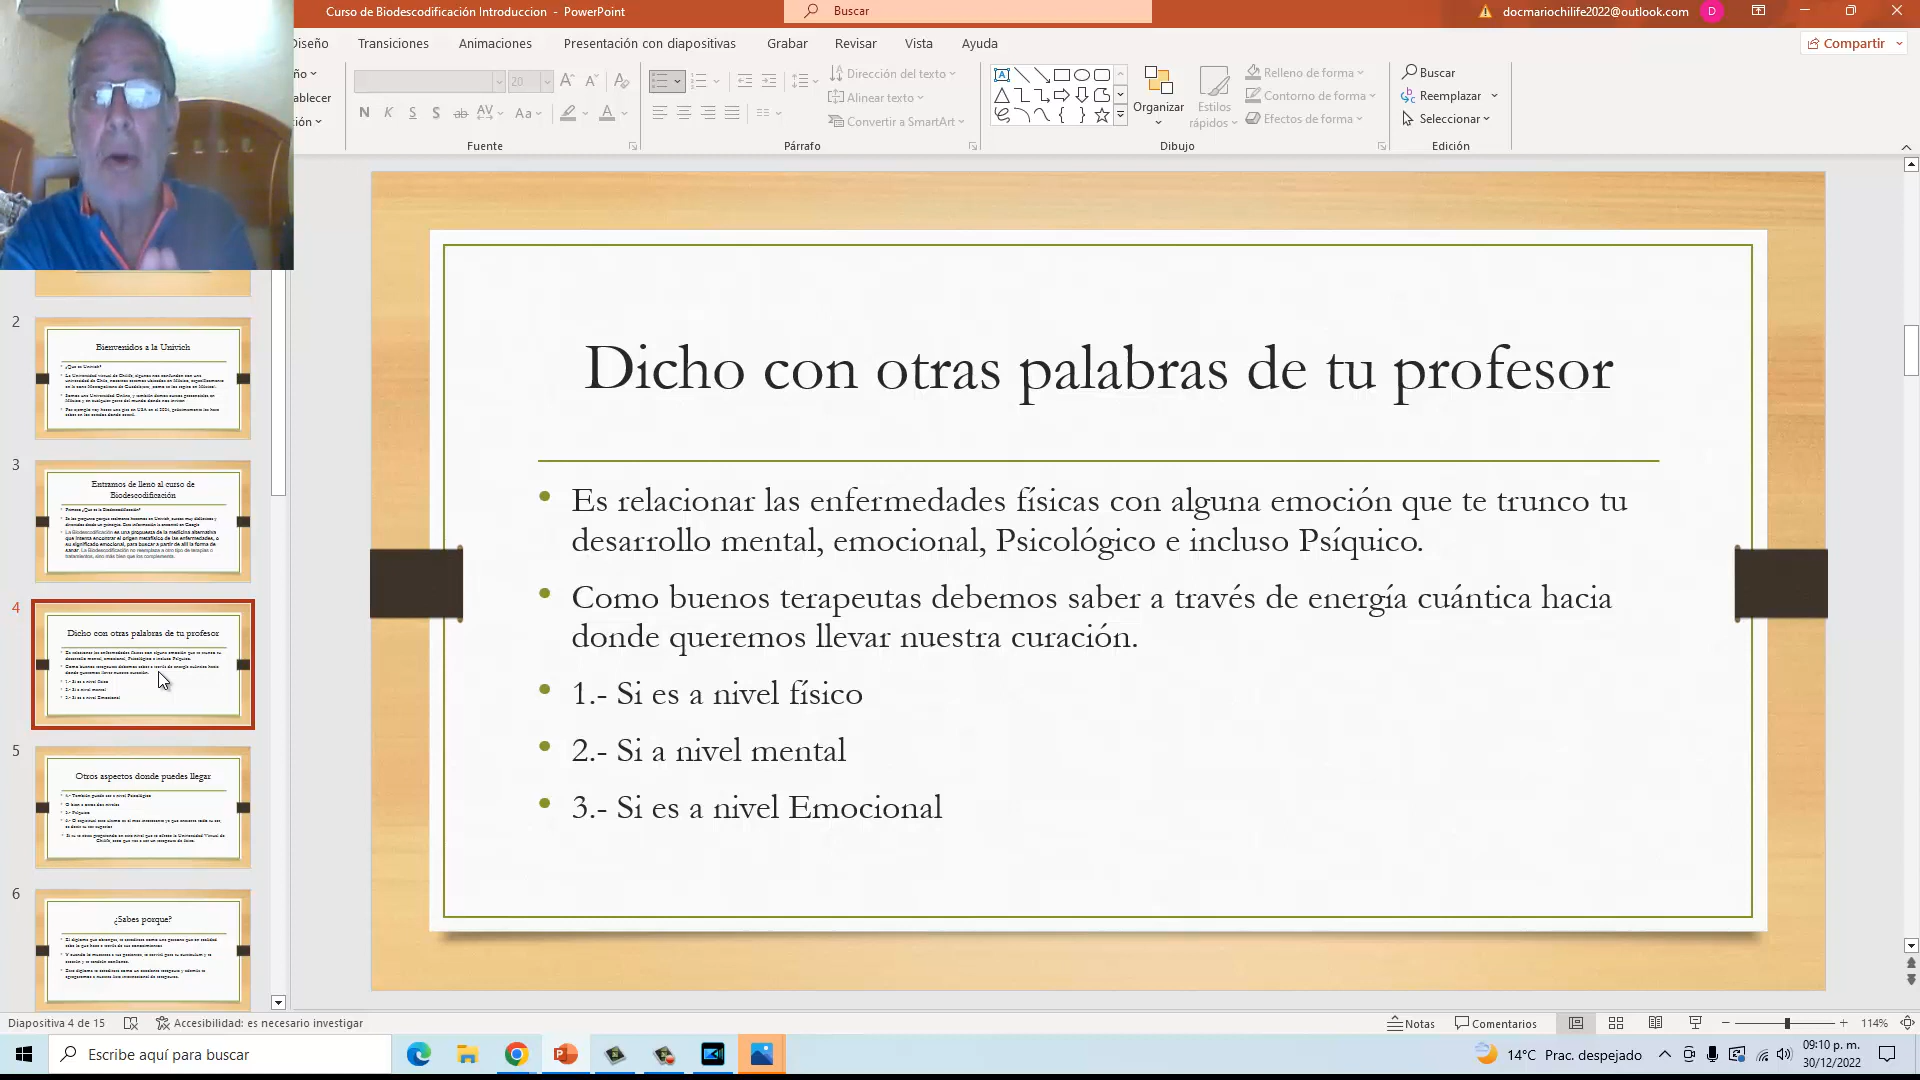 Curso de Biodescodificación Introduccion - PowerPoint
Buscar
docmariochilife2022@outlook.com
D
Diseño
Transiciones
Animaciones
Presentación con diapositivas
Grabar
Revisar
Vista
Ayuda
Compartir
20
Dirección del texto
Alinear texto
Convertir a SmartArt
Organizar
Estilos
rápidos
Relleno de forma
Contorno de forma
Efectos de forma
Buscar
Reemplazar
Seleccionar
Fuente
Párrafo
Dibujo
Edición
2
Bienvenidos a la Univich
3
Entramos de lleno al curso de
Biodescodificación
4
Dicho con otras palabras de tu profesor
5
Otros aspectos donde puedes llegar
6
¿Sabes porque?
Dicho con otras palabras de tu profesor
• Es relacionar las enfermedades físicas con alguna emoción que te trunco tu
desarrollo mental, emocional, Psicológico e incluso Psíquico.
• Como buenos terapeutas debemos saber a través de energía cuántica hacia
donde queremos llevar nuestra curación.
• 1.- Si es a nivel físico
• 2.- Si a nivel mental
• 3.- Si es a nivel Emocional
Diapositiva 4 de 15
Accesibilidad: es necesario investigar
Notas
Comentarios
114%
Escribe aquí para buscar
14°C Prac. despejado
09:10 p. m.
30/12/2022